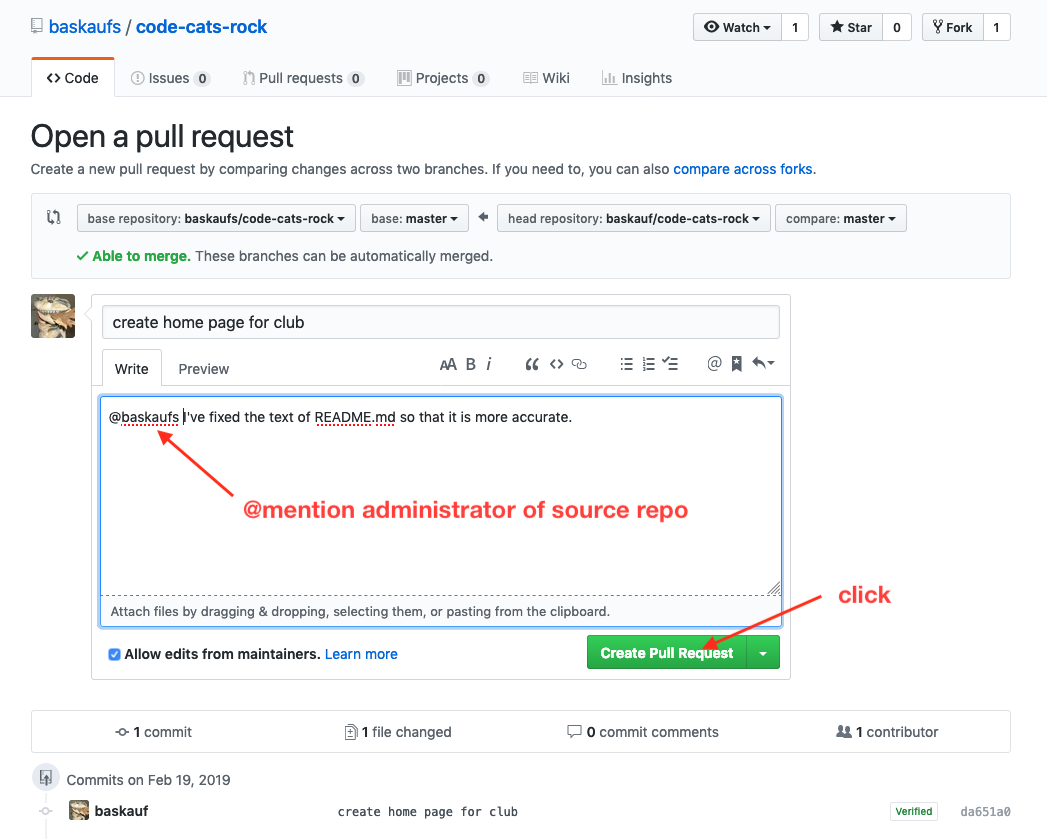 baskaufs / code-cats-rock
Watch 1 Star 0 Fork 1
Code Issues 0 Pull requests 0 Projects 0 Wiki Insights
Open a pull request
Create a new pull request by comparing changes across two branches. If you need to, you can also compare across forks.
base repository: baskaufs/code-cats-rock base: master head repository: baskauf/code-cats-rock compare: master
Able to merge. These branches can be automatically merged.
create home page for club
Write Preview AA B i @
@baskaufs I've fixed the text of README.md so that it is more accurate.
@mention administrator of source repo
click
Attach files by dragging & dropping, selecting them, or pasting from the clipboard.
Allow edits from maintainers. Learn more Create Pull Request
1 commit 1 file changed 0 commit comments 1 contributor
Commits on Feb 19, 2019
baskauf create home page for club Verified da651a0